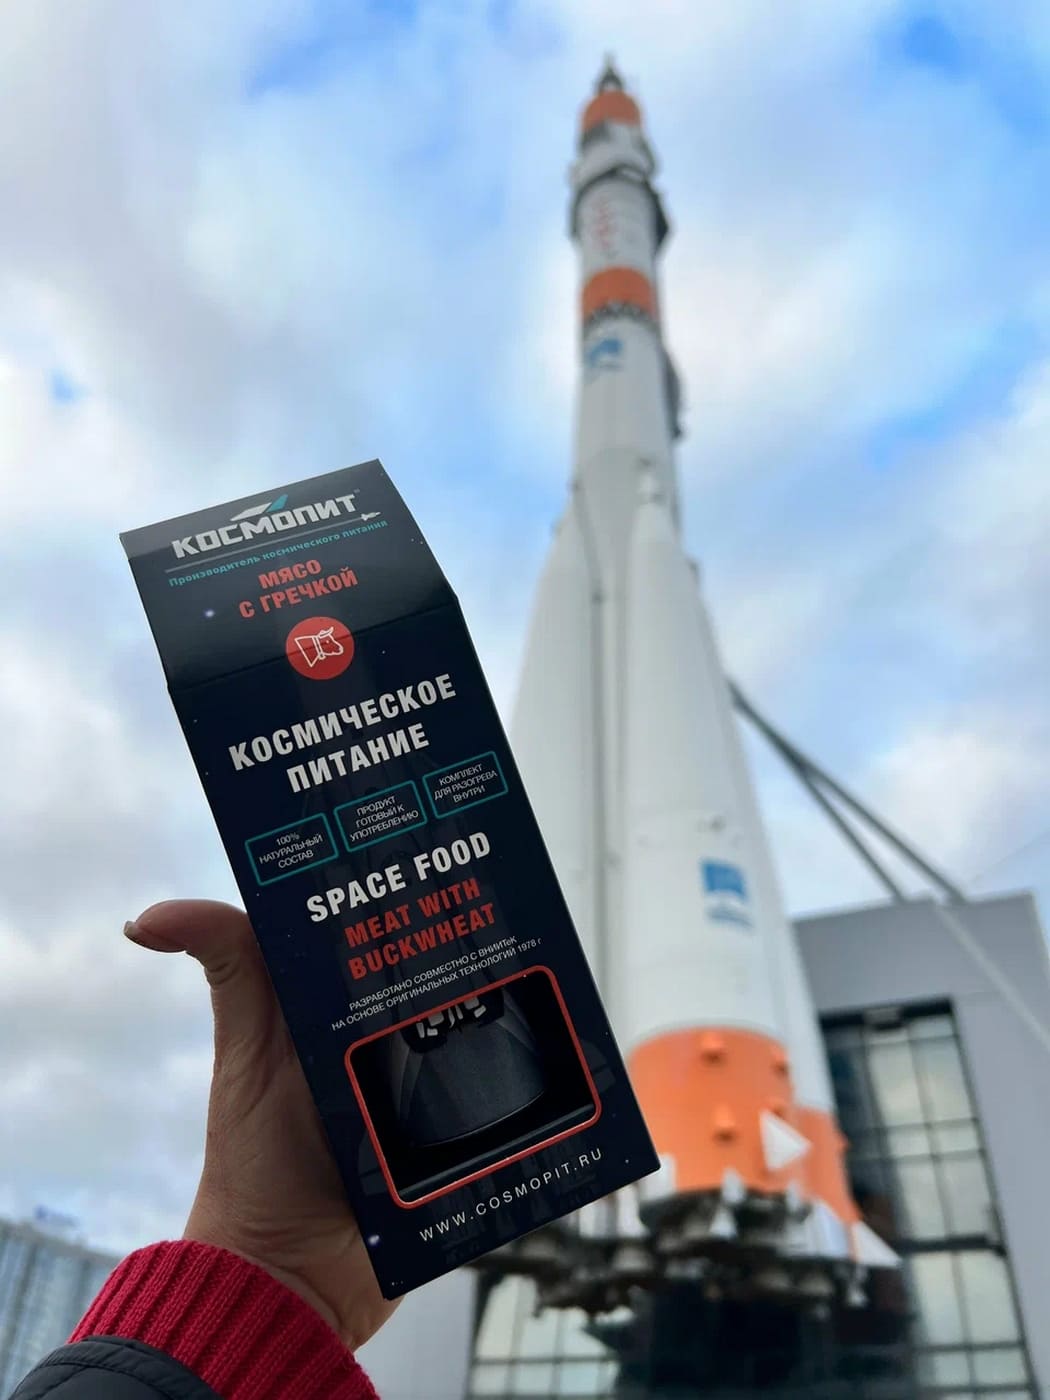 КОСМОПИТ
Производитель космического питания
МЯСО
С ГРЕЧКОЙ
КОСМИЧЕСКОЕ
ПИТАНИЕ
100%
НАТУРАЛЬНЫЙ
СОСТАВ
ПРОДУКТ
ГОТОВЫЙ К
УПОТРЕБЛЕНИЮ
КОМПЛЕКТ
ДЛЯ РАЗОГРЕВА
ВНУТРИ
SPACE FOOD
MEAT WITH
BUCKWHEAT
РАЗРАБОТАНО СОВМЕСТНО С ВНИИТеК
НА ОСНОВЕ ОРИГИНАЛЬНЫХ ТЕХНОЛОГИЙ 1978 г
WWW.COSMOPIT.RU